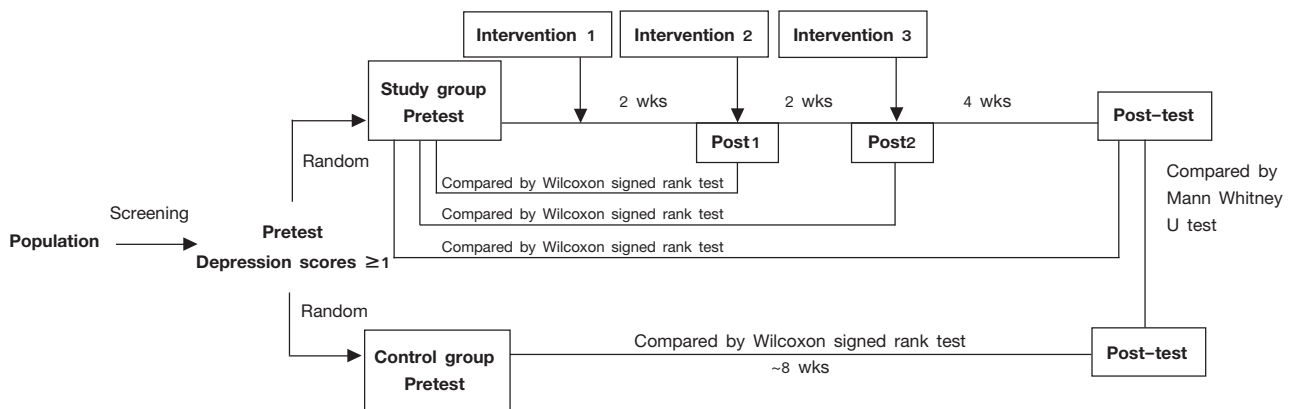 Intervention 1
Intervention 2
Intervention 3
Study group
Pretest
2 wks
2 wks
4 wks
Post-test
Post1
Post2
Random
Compared by Wilcoxon signed rank test
Compared by Wilcoxon signed rank test
Compared by Wilcoxon signed rank test
Compared by
Mann Whitney
U test
Screening
Population
Pretest
Depression scores ≥1
Random
Control group
Pretest
Compared by Wilcoxon signed rank test
~8 wks
Post-test